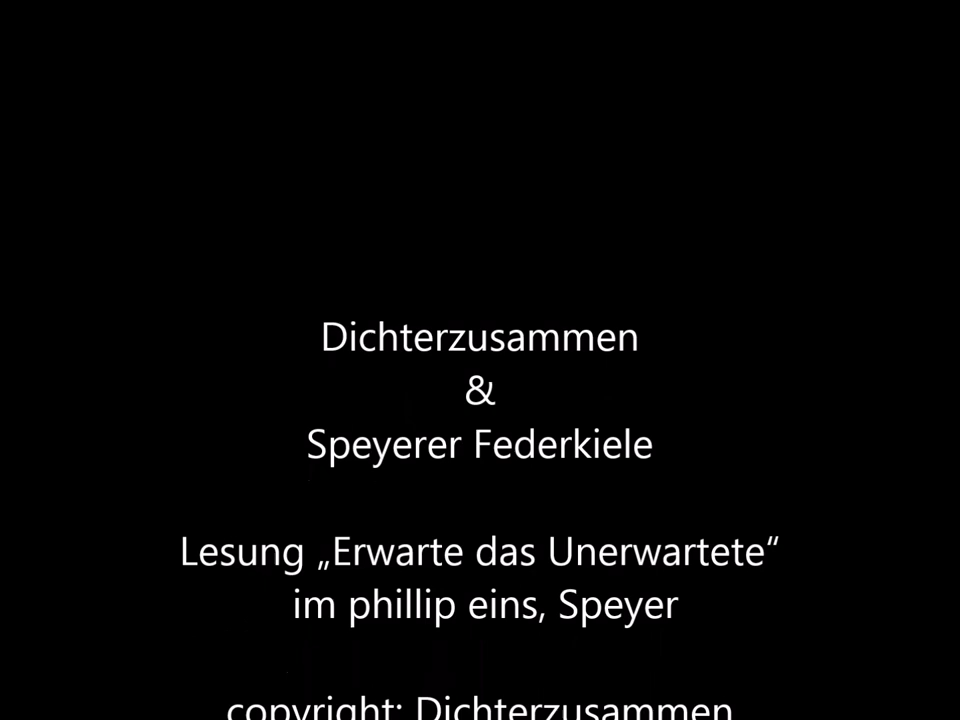 Dichterzusammen
&
Speyerer Federkiele
Lesung „Erwarte das Unerwartete“
im phillip eins, Speyer
copyright: Dichterzusammen